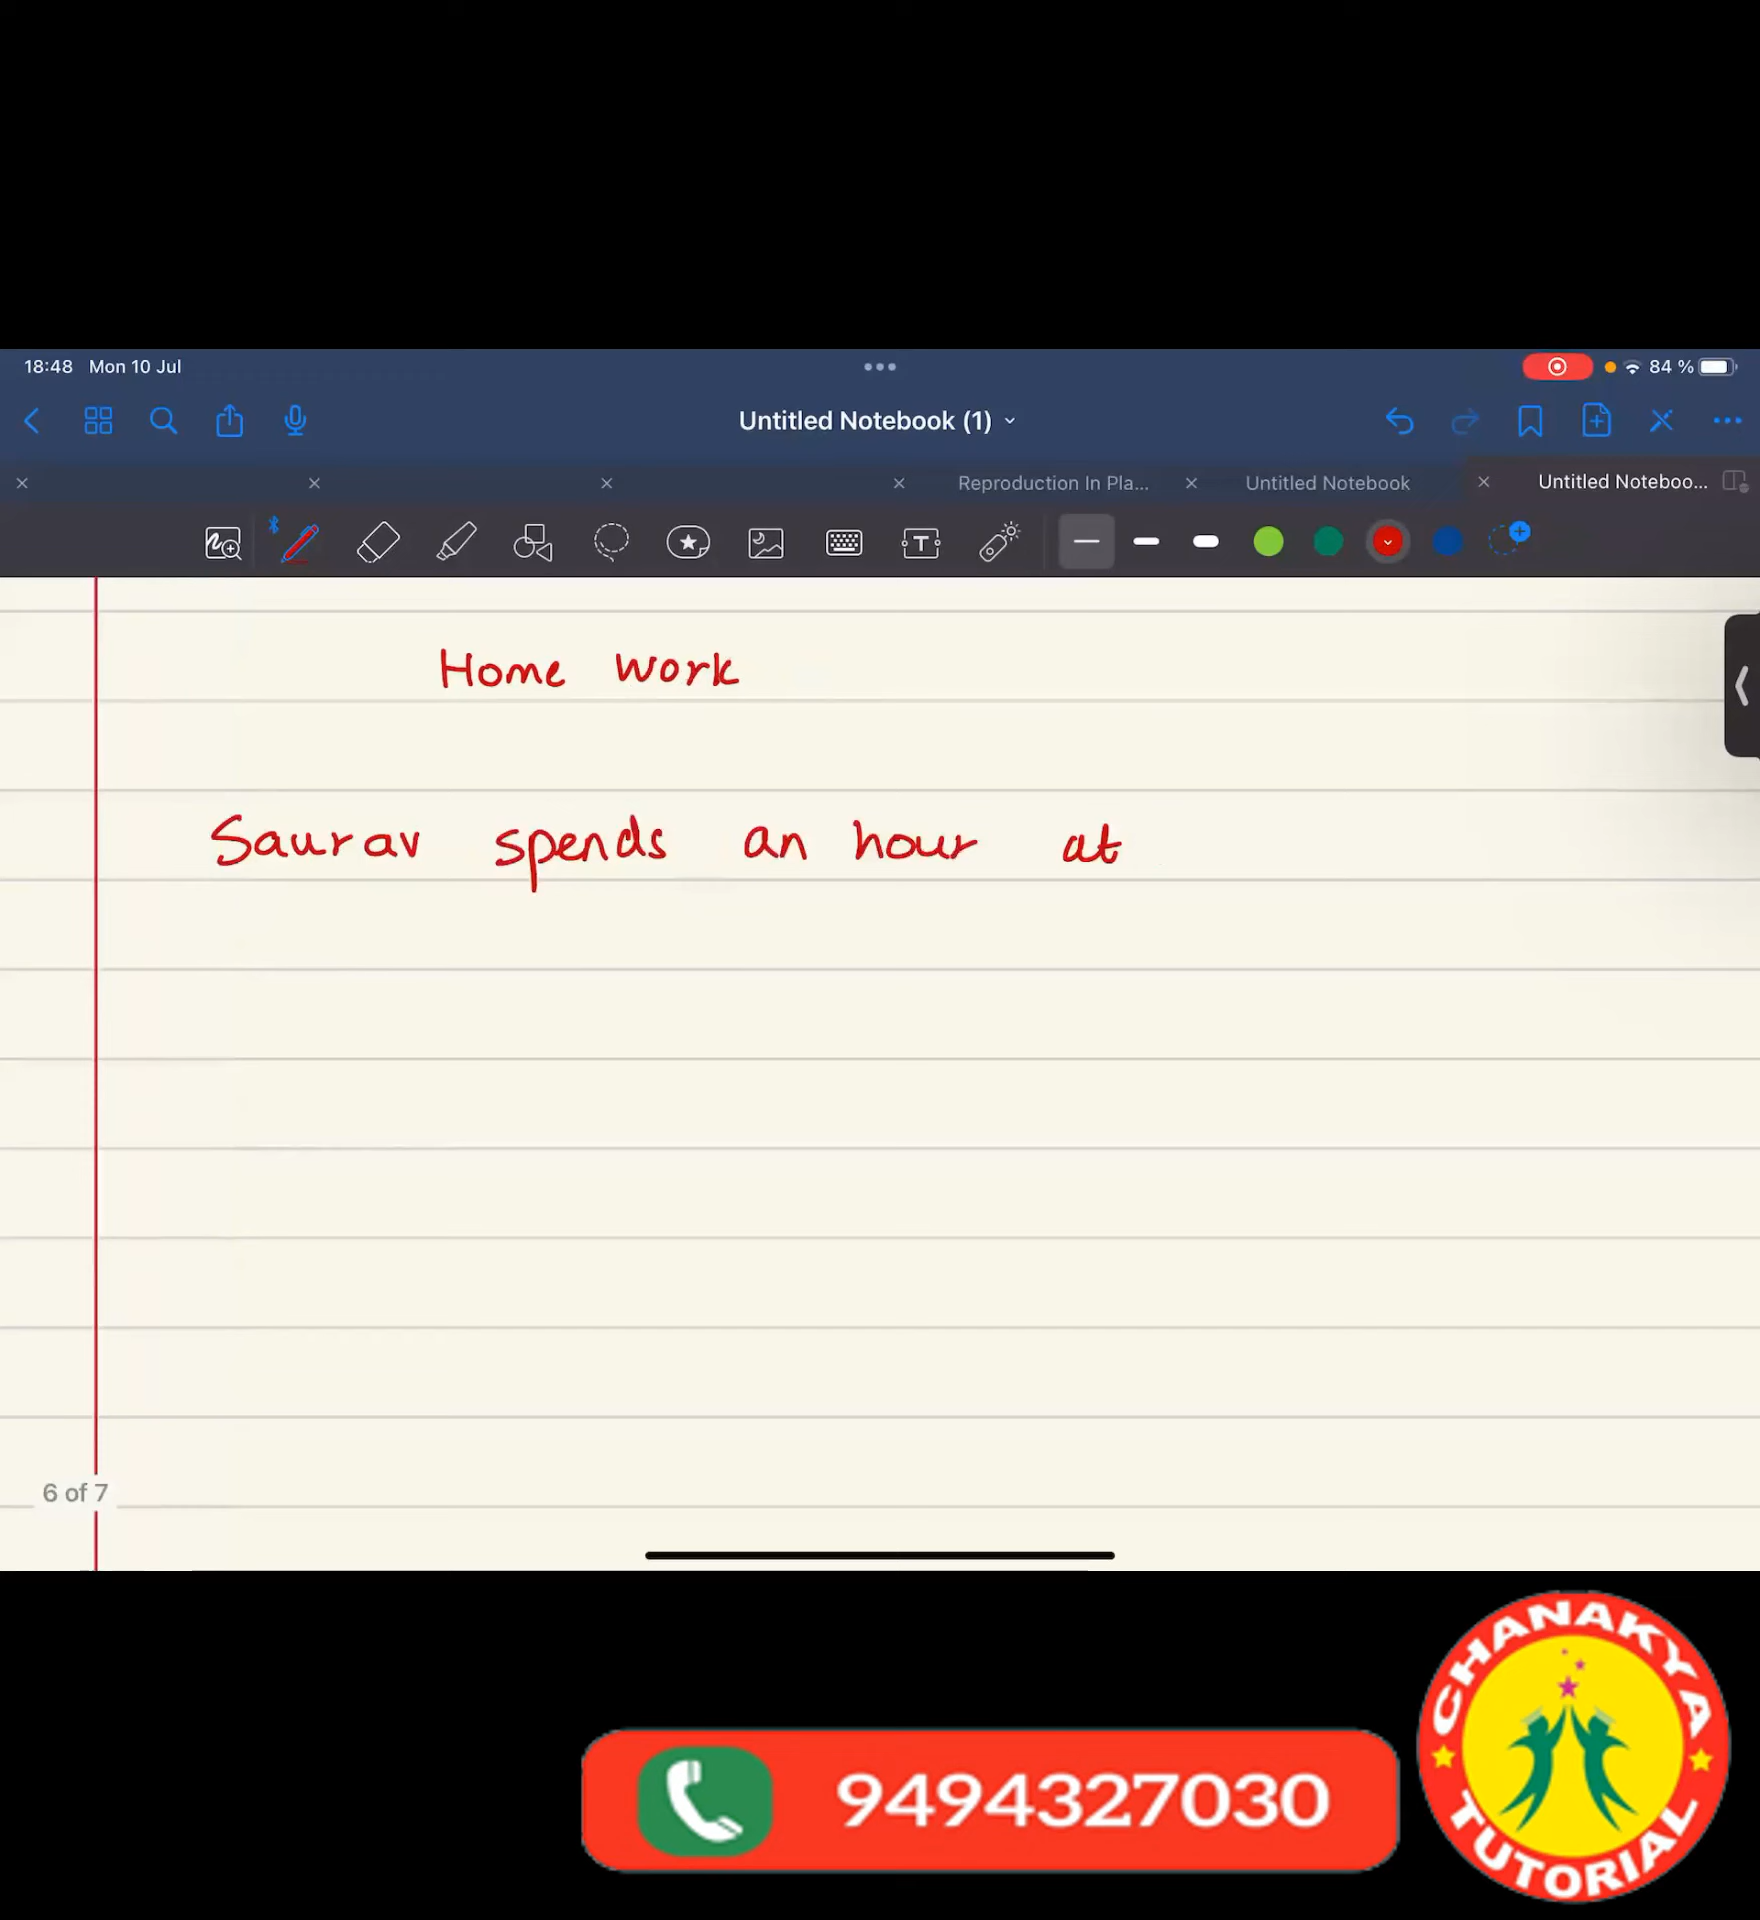 18:48 Mon 10 Jul 84 %
Untitled Notebook (1)
Reproduction In Pla... Untitled Notebook Untitled Noteboo...
T
Home work
Saurav spends an hour at
6 of 7
9494327030
CHANAKYA
TUTORIAL